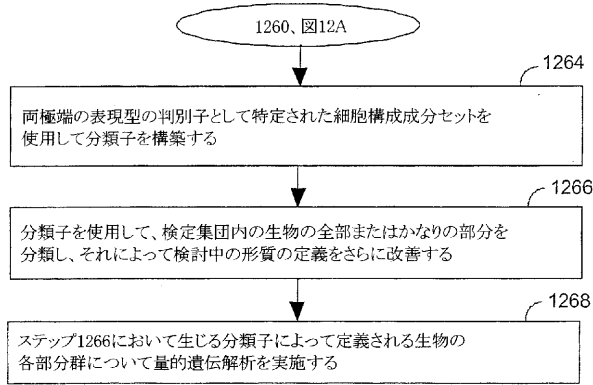 1260、図12A
1264
両極端の表現型の判別子として特定された細胞構成成分セットを
使用して分類子を構築する
1266
分類子を使用して、検定集団内の生物の全部またはかなりの部分を
分類し、それによって検討中の形質の定義をさらに改善する
1268
ステップ1266において生じる分類子によって定義される生物の
各部分群について量的遺伝解析を実施する